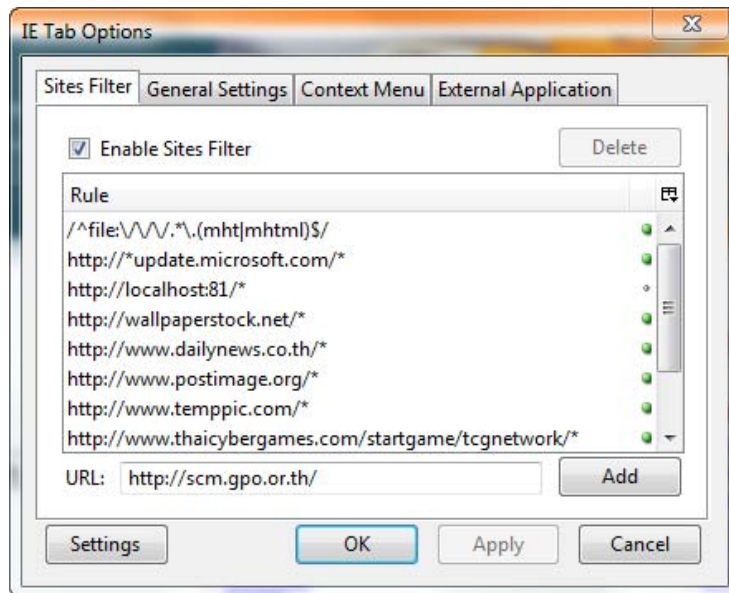 IE Tab Options
Sites Filter General Settings Context Menu External Application
Enable Sites Filter Delete
Rule
/^file:\/\/\/.*\.(mht|mhtml)$/
http://*update.microsoft.com/*
http://localhost:81/*
http://wallpaperstock.net/*
http://www.dailynews.co.th/*
http://www.postimage.org/*
http://www.temppic.com/*
http://www.thaicybergames.com/startgame/tcgnetwork/*
URL: http://scm.gpo.or.th/ Add
Settings OK Apply Cancel